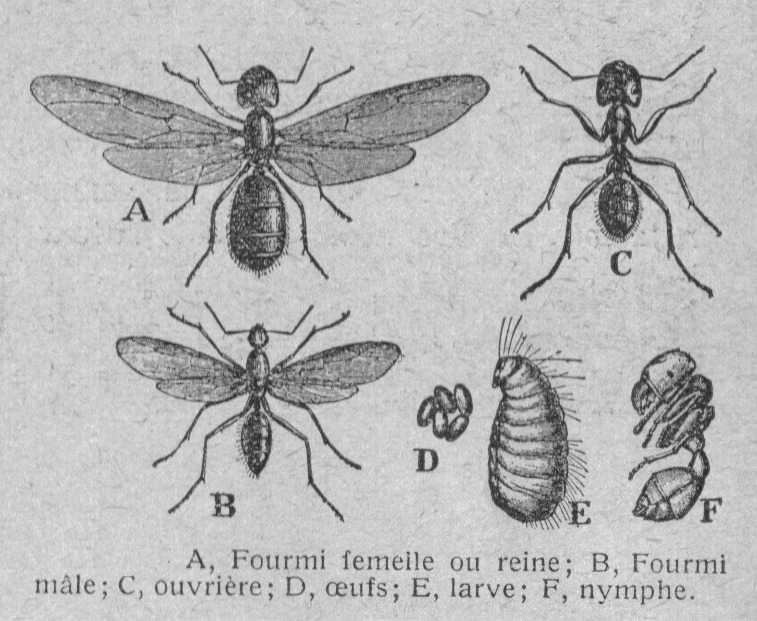 A
C
B
D
E
F
A, Fourmi femelle ou reine; B, Fourmi
mâle; C, ouvrière; D, œufs; E, larve; F, nymphe.